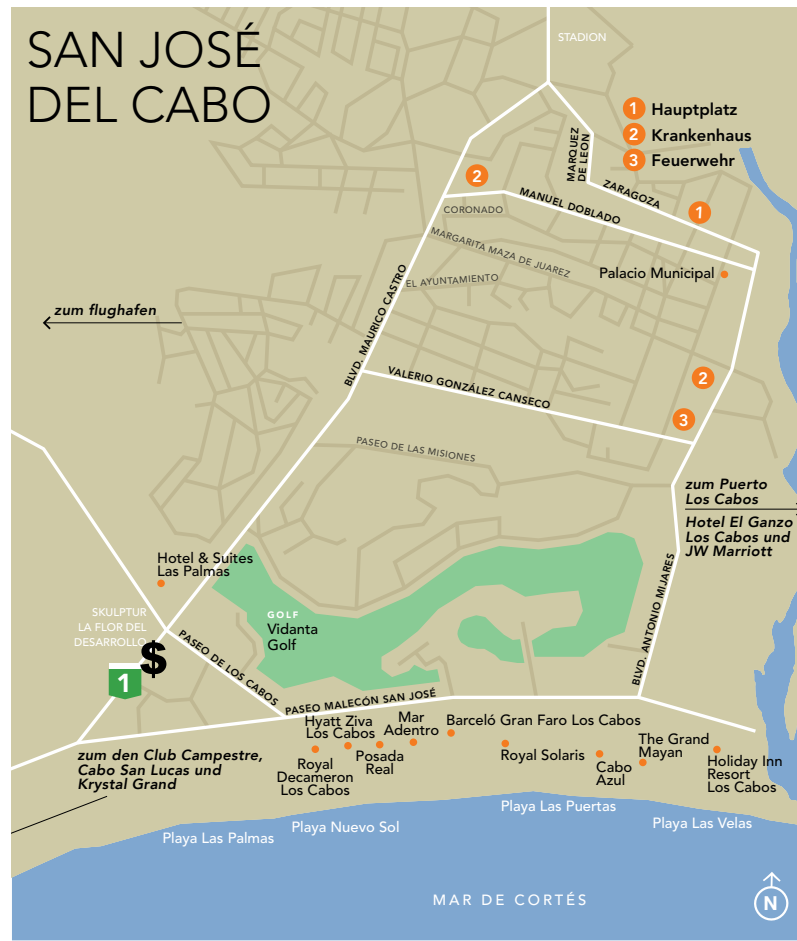 SAN JOSÉ
DEL CABO
STADION
1 Hauptplatz
2 Krankenhaus
3 Feuerwehr
MARQUEZ
DE LEON
ZARAGOZA
2
1
MANUEL DOBLADO
CORONADO
MARGARITA MAZA DE JUAREZ
Palacio Municipal
EL AYUNTAMIENTO
zum flughafen
BLVD. MAURICO CASTRO
VALERIO GONZÁLEZ CANSECO
2
3
PASEO DE LAS MISIONES
zum Puerto
Los Cabos
Hotel El Ganzo
Los Cabos und
JW Marriott
Hotel & Suites
Las Palmas
SKULPTUR
LA FLOR DEL
DESARROLLO
GOLF
Vidanta
Golf
BLVD. ANTONIO MIJARES
$
1
PASEO DE LOS CABOS
PASEO MALECÓN SAN JOSÉ
Hyatt Ziva
Los Cabos
Mar
Adentro
Barceló Gran Faro Los Cabos
Royal
Decameron
Los Cabos
Posada
Real
Royal Solaris
Cabo
Azul
The Grand
Mayan
Holiday Inn
Resort
Los Cabos
zum den Club Campestre,
Cabo San Lucas und
Krystal Grand
Playa Las Palmas
Playa Nuevo Sol
Playa Las Puertas
Playa Las Velas
MAR DE CORTÉS
N